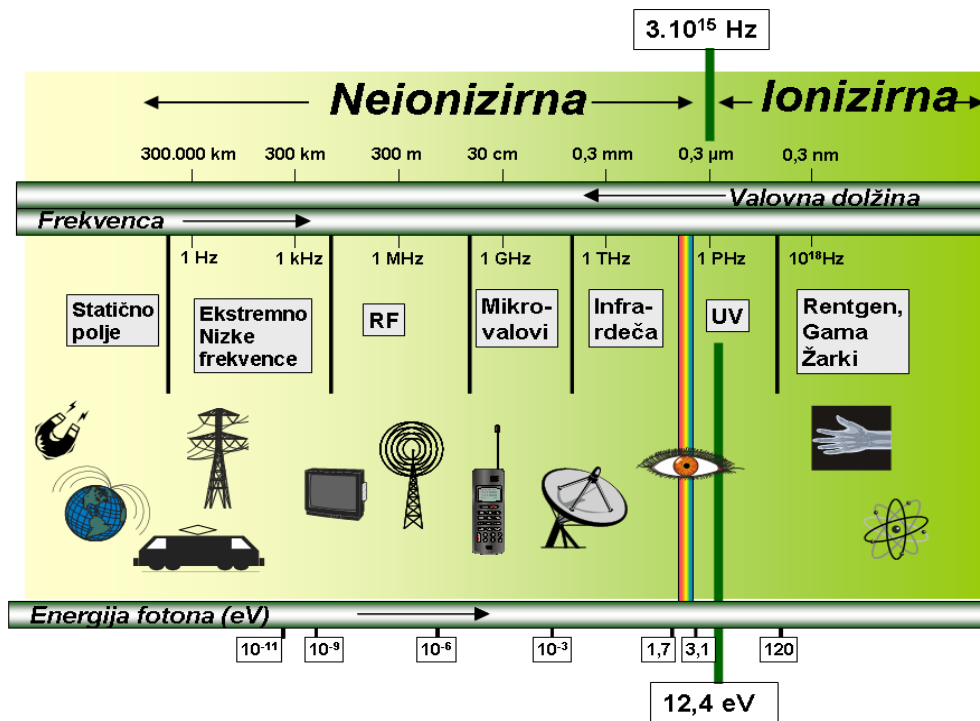 3.10¹⁵ Hz
Neionizirna
Ionizirna
300.000 km 300 km 300 m 30 cm 0,3 mm 0,3 µm 0,3 nm
Valovna dolžina
Frekvenca
1 Hz 1 kHz 1 MHz 1 GHz 1 THz 1 PHz 10¹⁸Hz
Statično
polje
Ekstremno
Nizke
frekvence
RF
Mikro-
valovi
Infra-
rdeča
UV
Rentgen,
Gama
Žarki
Energija fotona (eV)
10⁻¹¹ 10⁻⁹ 10⁻⁶ 10⁻³ 1,7 3,1 120
12,4 eV